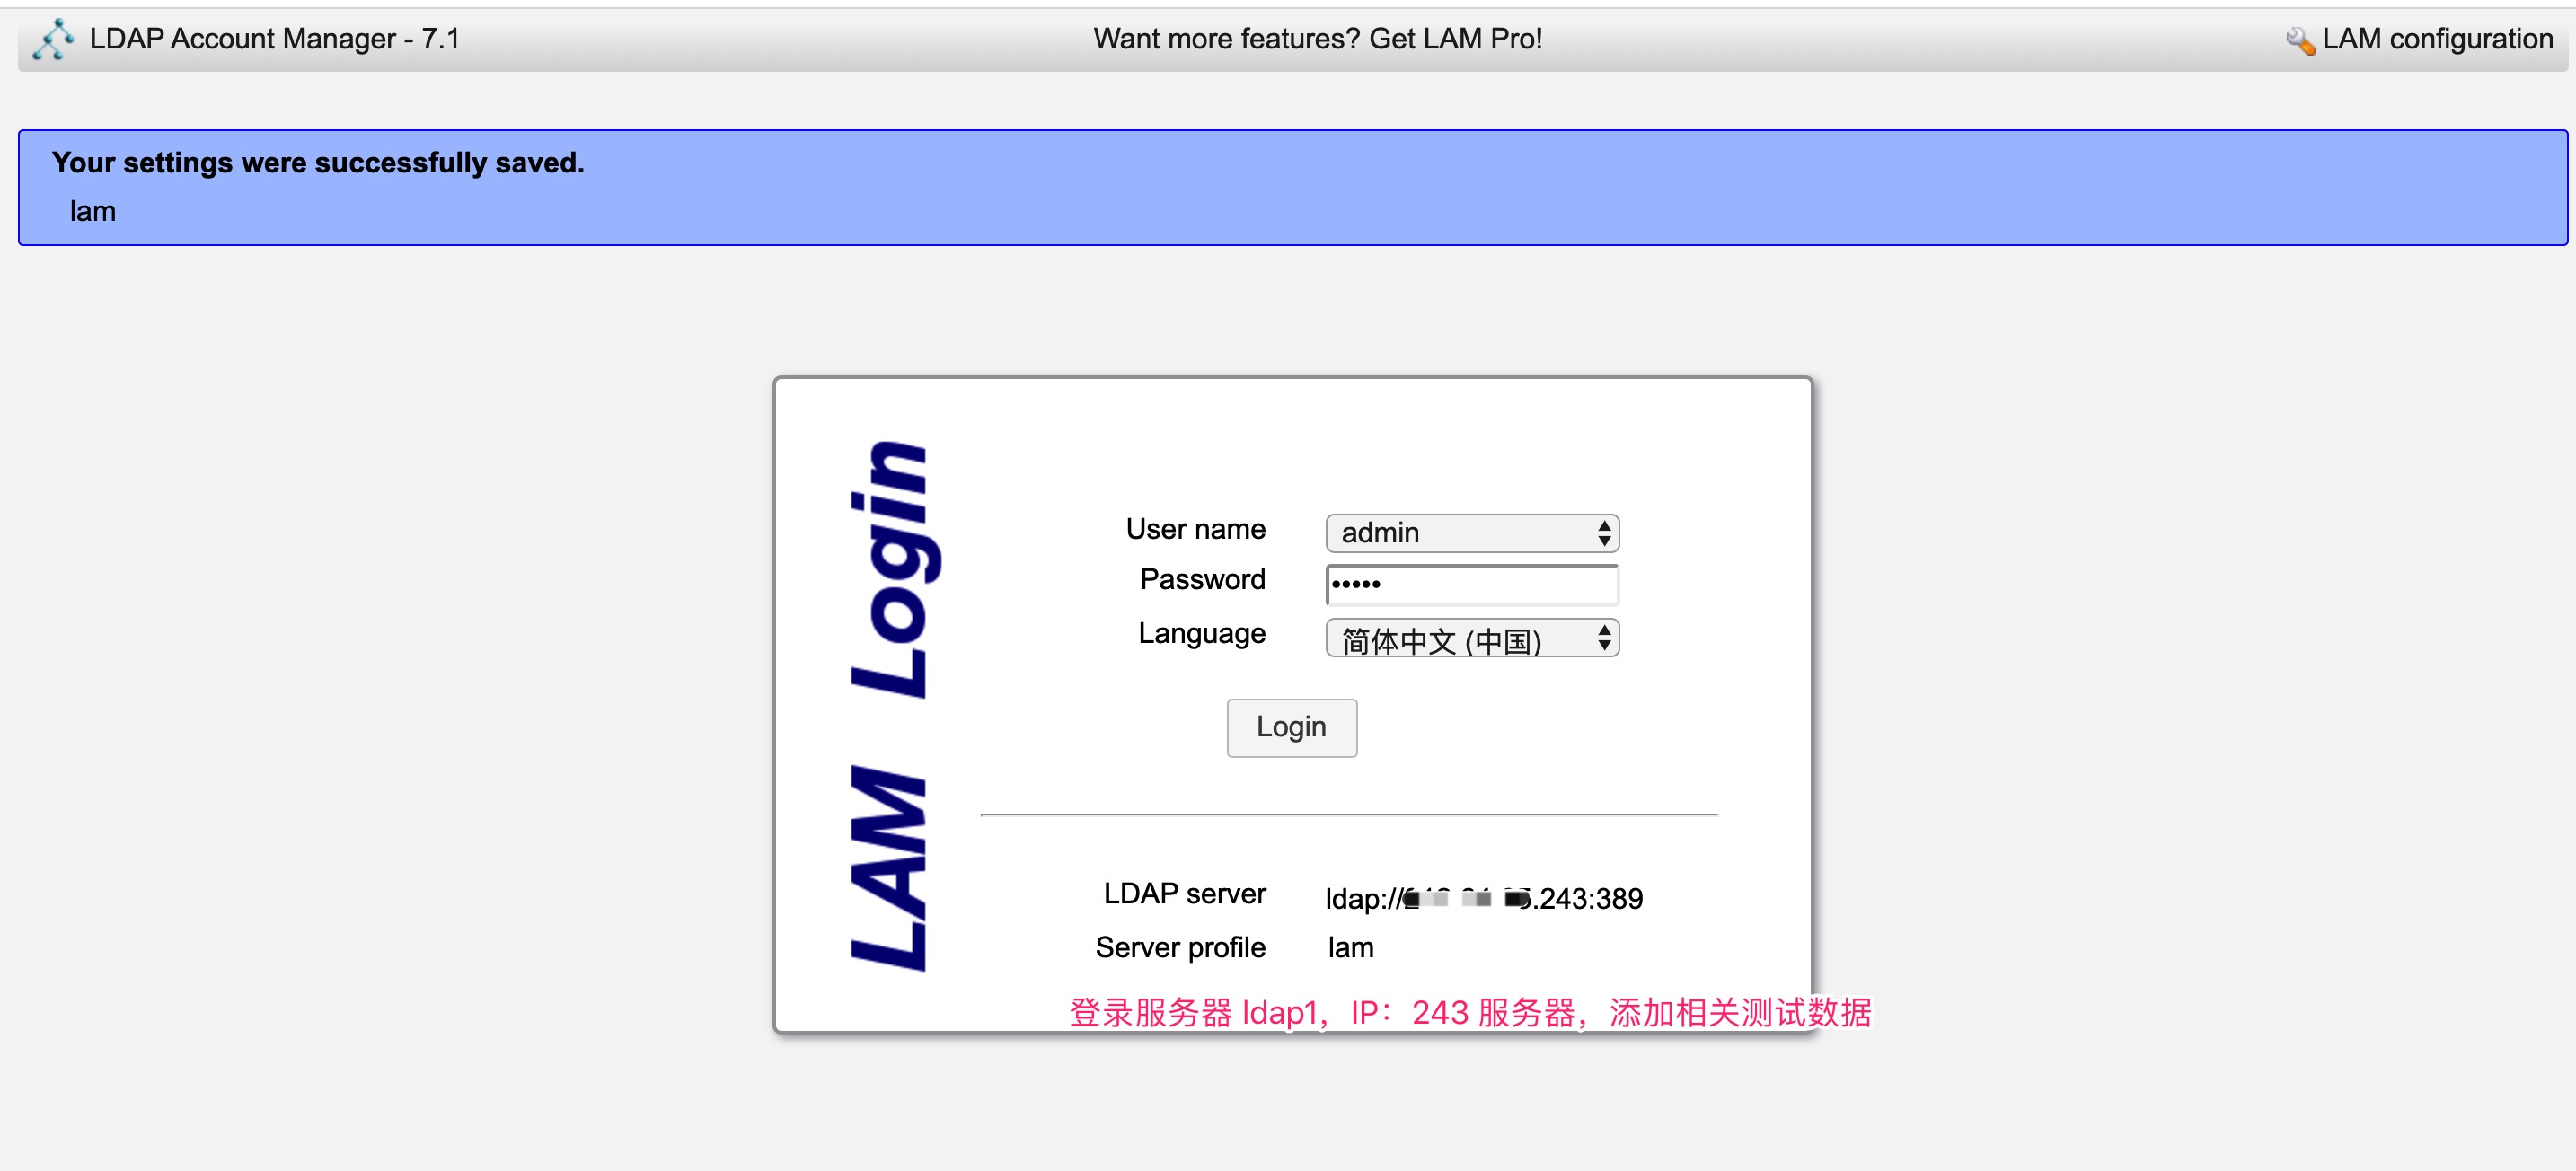 LDAP Account Manager - 7.1
Want more features? Get LAM Pro!
LAM configuration
Your settings were successfully saved.
lam
LAM Login
User name admin
Password •••••
Language 简体中文 (中国)
Login
LDAP server ldap:// .243:389
Server profile lam
登录服务器 ldap1，IP：243 服务器，添加相关测试数据